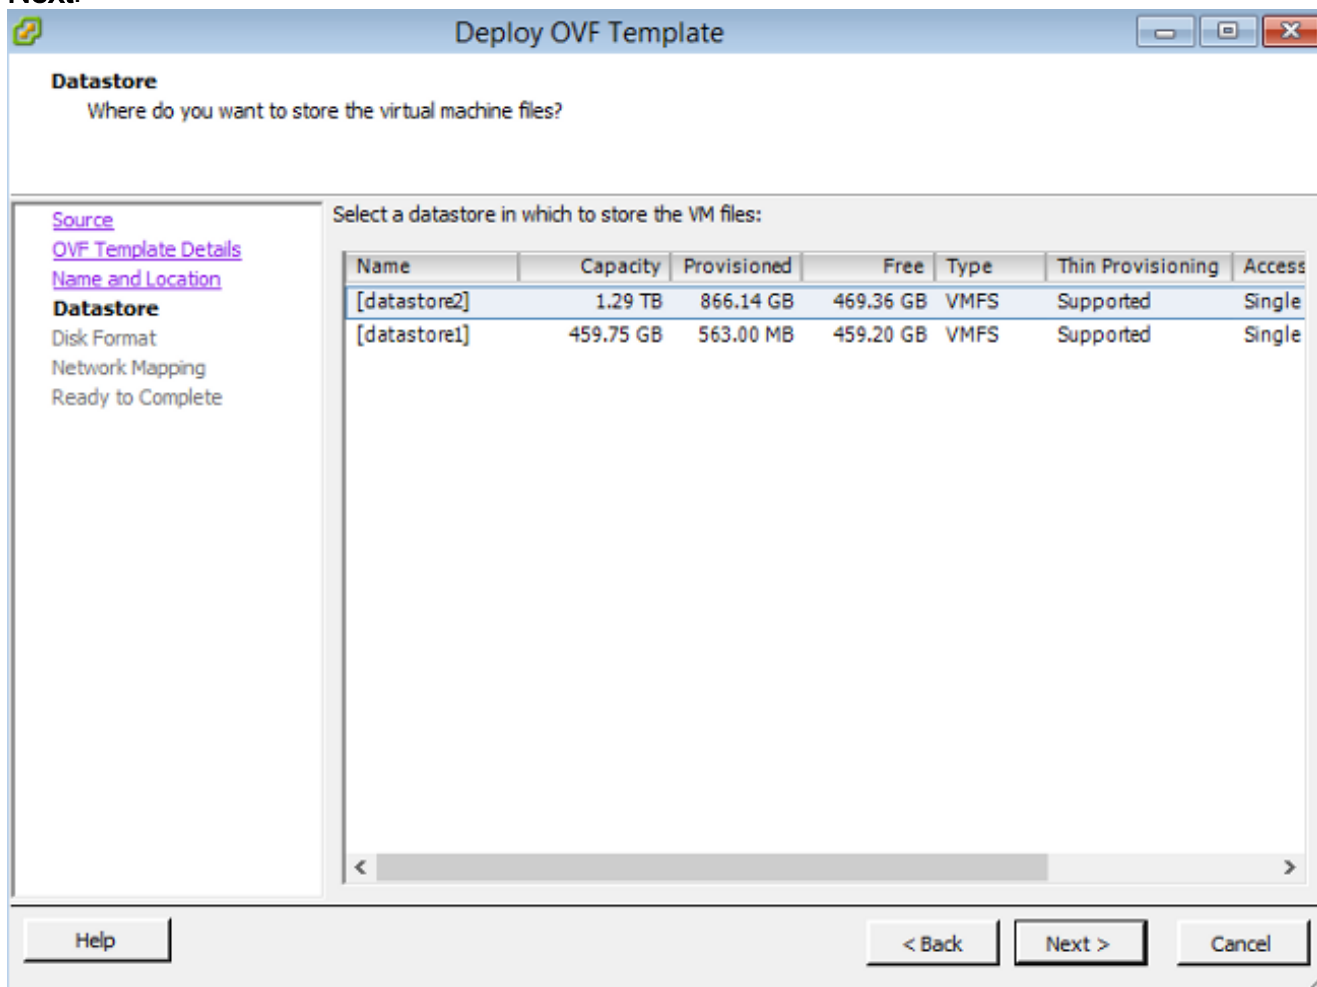 Next.
Deploy OVF Template
Datastore
Where do you want to store the virtual machine files?
Source
OVF Template Details
Name and Location
Datastore
Disk Format
Network Mapping
Ready to Complete
Select a datastore in which to store the VM files:
Name Capacity Provisioned Free Type Thin Provisioning Access
[datastore2] 1.29 TB 866.14 GB 469.36 GB VMFS Supported Single
[datastore1] 459.75 GB 563.00 MB 459.20 GB VMFS Supported Single
Help < Back Next > Cancel